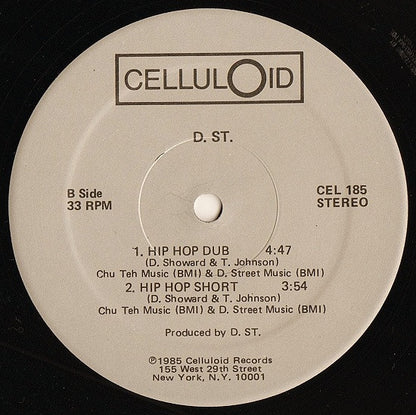 CELLULOID
D. ST.
B Side
33 RPM
CEL 185
STEREO
1. HIP HOP DUB 4:47
(D. Showard & T. Johnson)
Chu Teh Music (BMI) & D. Street Music (BMI)
2. HIP HOP SHORT 3:54
(D. Showard & T. Johnson)
Chu Teh Music (BMI) & D. Street Music (BMI)
Produced by D. ST.
℗1985 Celluloid Records
155 West 29th Street
New York, N.Y. 10001